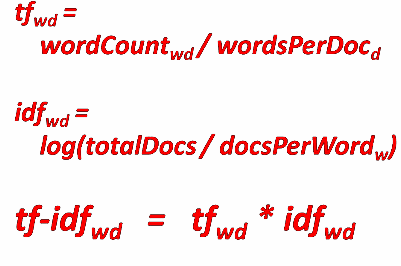 tfwd =
wordCountwd / wordsPerDocd
idfwd =
log(totalDocs / docsPerWordw)
tf-idfwd = tfwd * idfwd